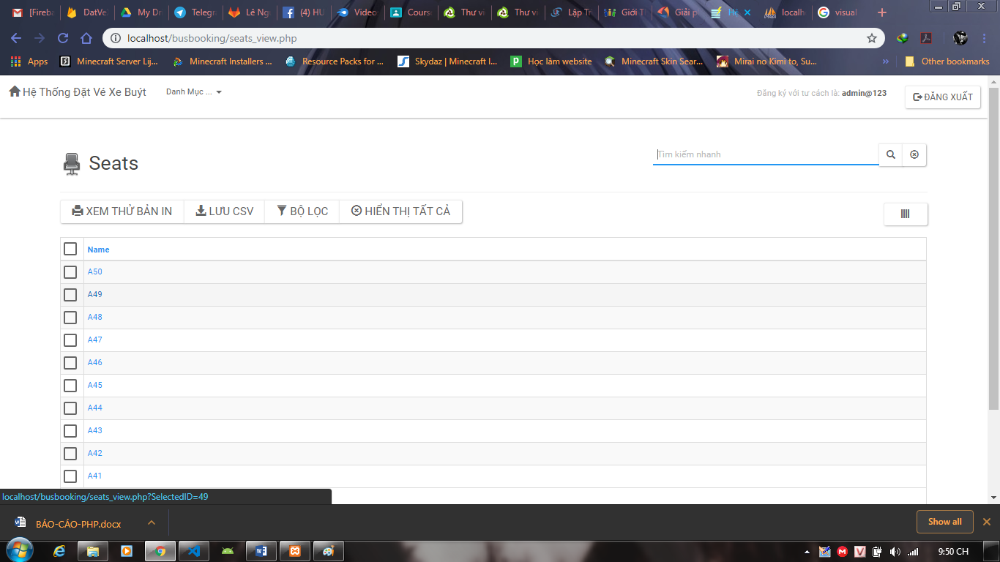 [Fireba
DatVe
My Dr
Telegr
Lê Ng
(4) HU
Video
Cours
Thư vi
Thư vi
Lập Tr
Giới T
Giải p
Hệ
localh
visual
localhost/busbooking/seats_view.php
Apps
Minecraft Server Lij...
Minecraft Installers ...
Resource Packs for ...
Skydaz | Minecraft I...
Học làm website
Minecraft Skin Sear...
Mirai no Kimi to, Su...
»
Other bookmarks
Hệ Thống Đặt Vé Xe Buýt
Danh Mục ...
Đăng ký với tư cách là: admin@123
ĐĂNG XUẤT
Seats
Tìm kiếm nhanh
XEM THỬ BẢN IN
LƯU CSV
BỘ LỌC
HIỂN THỊ TẤT CẢ
Name
A50
A49
A48
A47
A46
A45
A44
A43
A42
A41
localhost/busbooking/seats_view.php?SelectedID=49
BÁO-CÁO-PHP.docx
Show all
9:50 CH